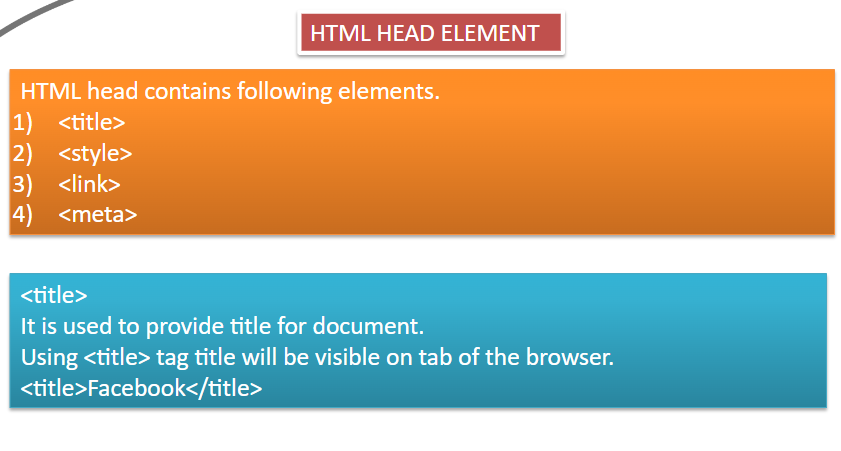 HTML HEAD ELEMENT
HTML head contains following elements.
1) <title>
2) <style>
3) <link>
4) <meta>
<title>
It is used to provide title for document.
Using <title> tag title will be visible on tab of the browser.
<title>Facebook</title>